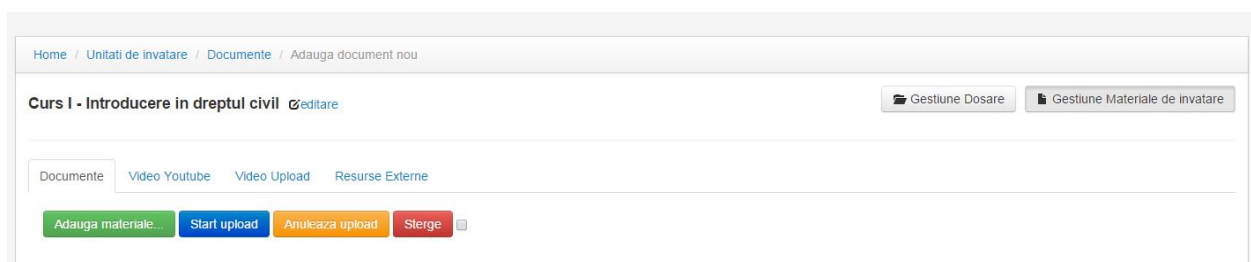 Home / Unitati de invatare / Documente / Adauga document nou
Curs I - Introducere in dreptul civil editare
Gestiune Dosare Gestiune Materiale de invatare
Documente Video Youtube Video Upload Resurse Externe
Adauga materiale... Start upload Anuleaza upload Sterge